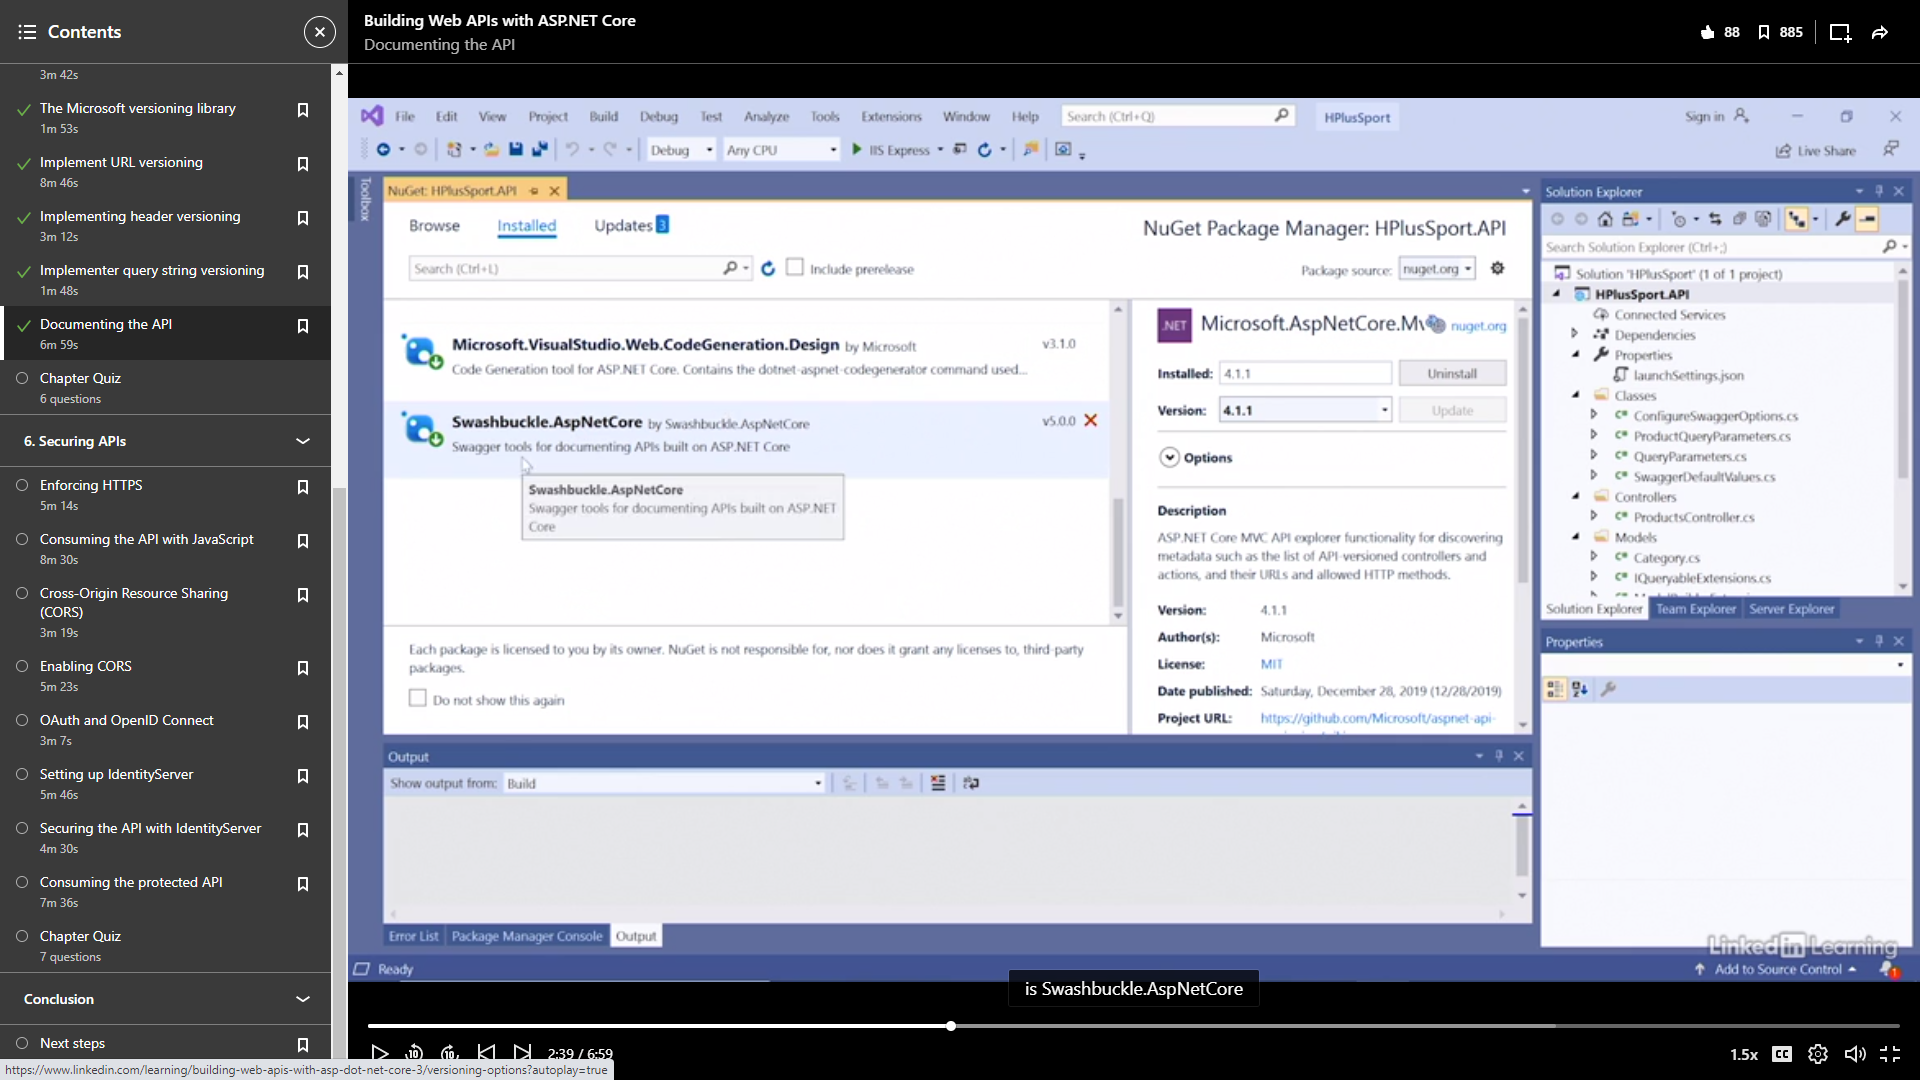 Contents
3m 42s
The Microsoft versioning library
1m 53s
Implement URL versioning
8m 46s
Implementing header versioning
3m 12s
Implementer query string versioning
1m 48s
Documenting the API
6m 59s
Chapter Quiz
6 questions
6. Securing APIs
Enforcing HTTPS
5m 14s
Consuming the API with JavaScript
8m 30s
Cross-Origin Resource Sharing
(CORS)
3m 19s
Enabling CORS
5m 23s
OAuth and OpenID Connect
3m 7s
Setting up IdentityServer
5m 46s
Securing the API with IdentityServer
4m 30s
Consuming the protected API
7m 36s
Chapter Quiz
7 questions
Conclusion
Next steps
https://www.linkedin.com/learning/building-web-apis-with-asp-dot-net-core-3/versioning-options?autoplay=true
Building Web APIs with ASP.NET Core
Documenting the API
88
885
File Edit View Project Build Debug Test Analyze Tools Extensions Window Help Search (Ctrl+Q) HPlusSport Sign in
Debug Any CPU IIS Express Live Share
Toolbox
NuGet: HPlusSport.API
Browse Installed Updates 3
NuGet Package Manager: HPlusSport.API
Search (Ctrl+L) Include prerelease
Package source: nuget.org
Microsoft.VisualStudio.Web.CodeGeneration.Design by Microsoft v3.1.0
Code Generation tool for ASP.NET Core. Contains the dotnet-aspnet-codegenerator command used...
Swashbuckle.AspNetCore by Swashbuckle.AspNetCore v5.0.0
Swagger tools for documenting APIs built on ASP.NET Core
Swashbuckle.AspNetCore
Swagger tools for documenting APIs built on ASP.NET
Core
Each package is licensed to you by its owner. NuGet is not responsible for, nor does it grant any licenses to, third-party
packages.
Do not show this again
.NET Microsoft.AspNetCore.Mv nuget.org
Installed: 4.1.1 Uninstall
Version: 4.1.1 Update
Options
Description
ASP.NET Core MVC API explorer functionality for discovering
metadata such as the list of API-versioned controllers and
actions, and their URLs and allowed HTTP methods.
Version: 4.1.1
Author(s): Microsoft
License: MIT
Date published: Saturday, December 28, 2019 (12/28/2019)
Project URL: https://github.com/Microsoft/aspnet-api-
Output
Show output from: Build
Error List Package Manager Console Output
Solution Explorer
Search Solution Explorer (Ctrl+;)
Solution 'HPlusSport' (1 of 1 project)
HPlusSport.API
Connected Services
Dependencies
Properties
launchSettings.json
Classes
C# ConfigureSwaggerOptions.cs
C# ProductQueryParameters.cs
C# QueryParameters.cs
C# SwaggerDefaultValues.cs
Controllers
C# ProductsController.cs
Models
C# Category.cs
C# IQueryableExtensions.cs
Solution Explorer Team Explorer Server Explorer
Properties
Linked in Learning
Ready
Add to Source Control 1
is Swashbuckle.AspNetCore
10 10 2:39 / 6:59
1.5x CC